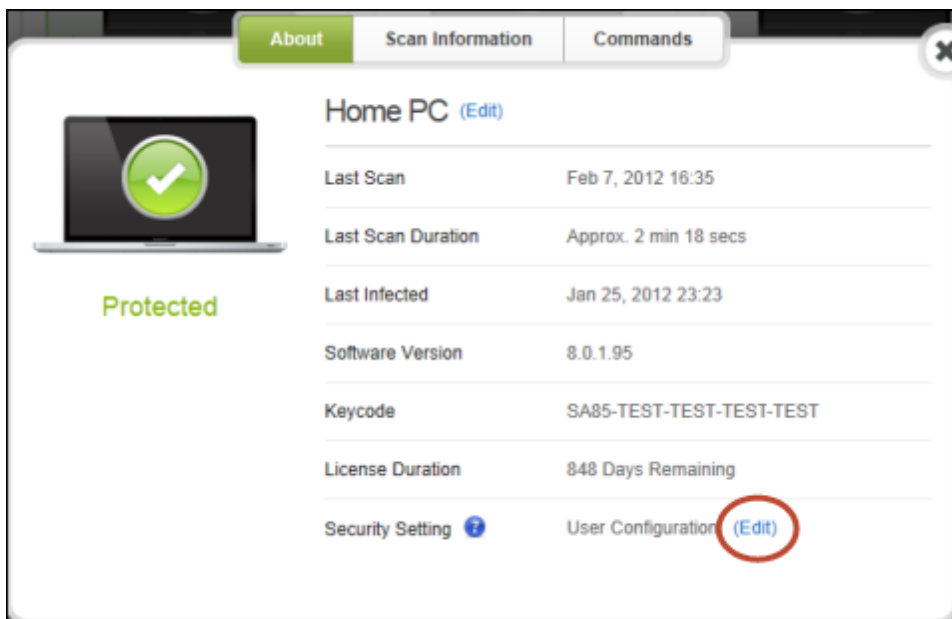 About Scan Information Commands
Home PC (Edit)
Last Scan Feb 7, 2012 16:35
Last Scan Duration Approx. 2 min 18 secs
Last Infected Jan 25, 2012 23:23
Protected
Software Version 8.0.1.95
Keycode SA85-TEST-TEST-TEST-TEST
License Duration 848 Days Remaining
Security Setting ? User Configuration (Edit)